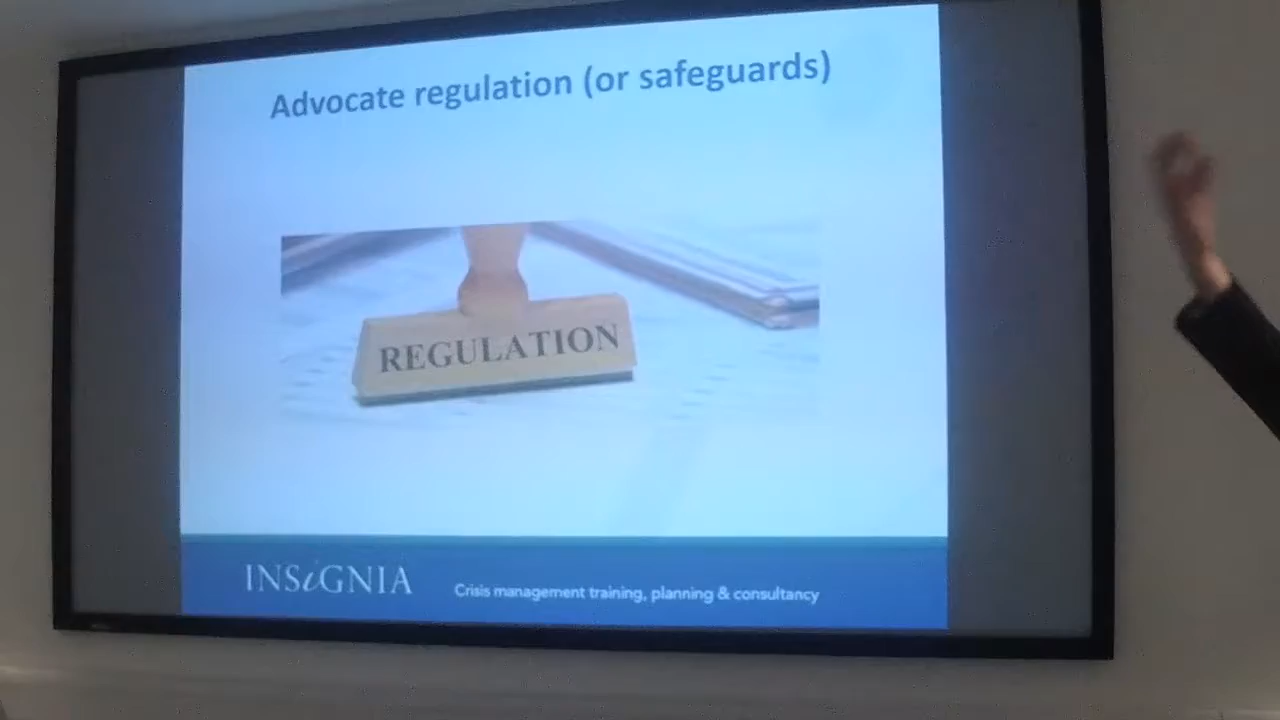 Advocate regulation (or safeguards)
REGULATION
INSiGNIA
Crisis management training, planning & consultancy